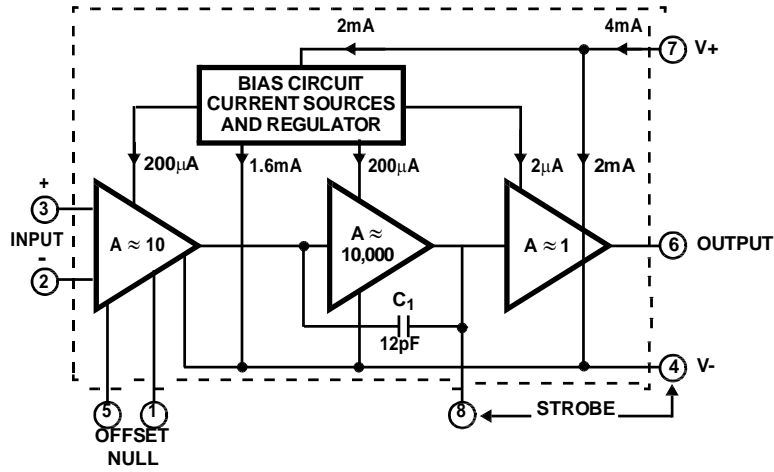 2mA
4mA
7
V+
BIAS CIRCUIT
CURRENT SOURCES
AND REGULATOR
200µA
1.6mA
200µA
2µA
2mA
+
3
INPUT
-
2
A ≈ 10
A ≈
10,000
A ≈ 1
6
OUTPUT
C1
12pF
4
V-
5
1
8
STROBE
OFFSET
NULL